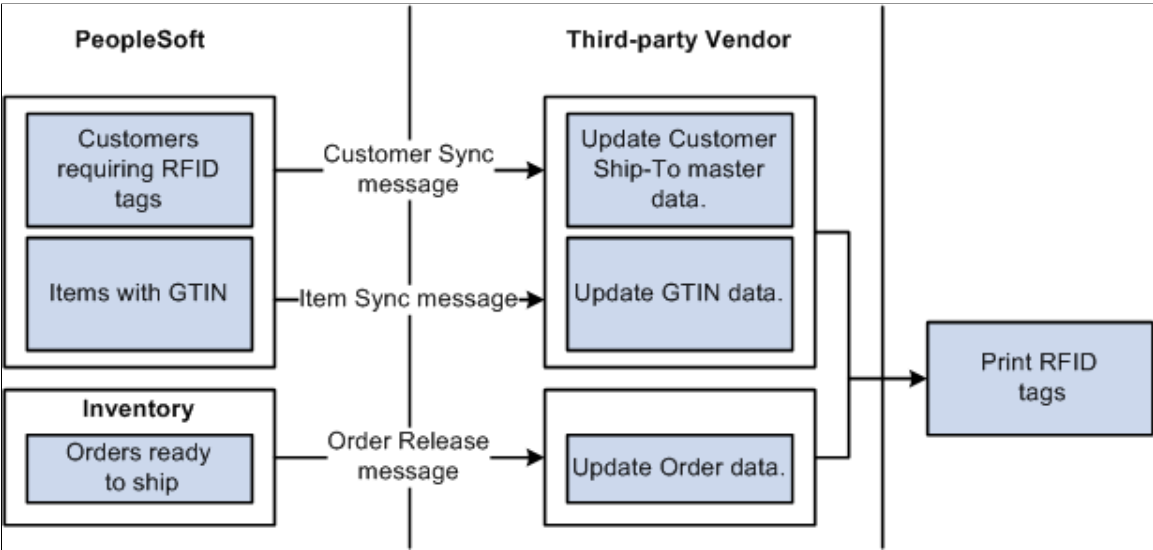 PeopleSoft
Third-party Vendor
Customers
requiring RFID
tags
Customer Sync
message
Update Customer
Ship-To master
data.
Items with GTIN
Item Sync message
Update GTIN data.
Print RFID
tags
Inventory
Orders ready
to ship
Order Release
message
Update Order data.